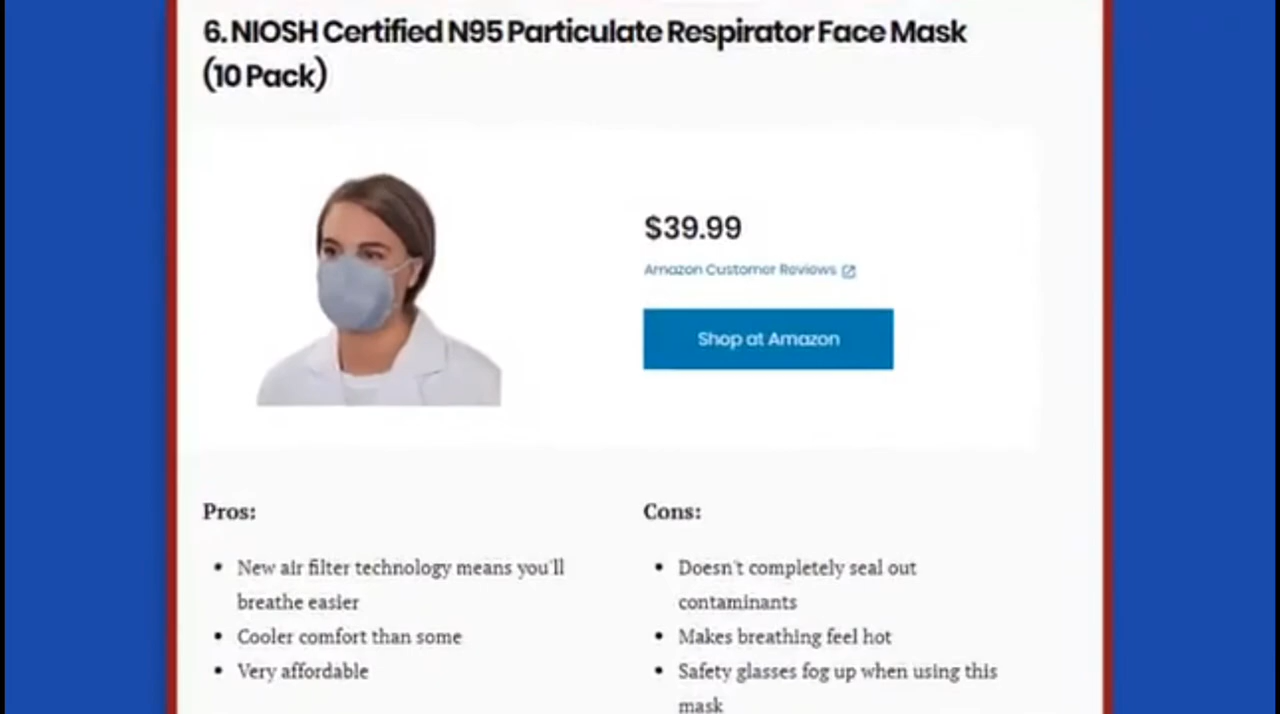 6. NIOSH Certified N95 Particulate Respirator Face Mask
(10 Pack)
$39.99
Amazon Customer Reviews
Shop at Amazon
Pros:
New air filter technology means you'll
breathe easier
Cooler comfort than some
Very affordable
Cons:
Doesn't completely seal out
contaminants
Makes breathing feel hot
Safety glasses fog up when using this
mask